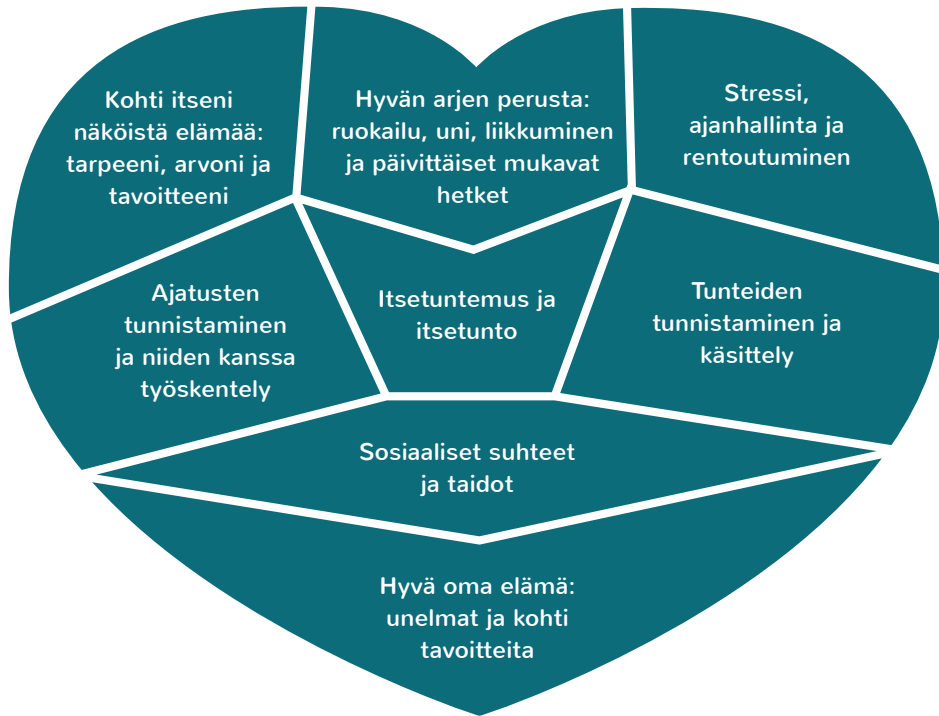 Kohti itseni
näköistä elämää:
tarpeeni, arvoni ja
tavoitteeni
Hyvän arjen perusta:
ruokailu, uni, liikkuminen
ja päivittäiset mukavat
hetket
Stressi,
ajanhallinta ja
rentoutuminen
Ajatusten
tunnistaminen
ja niiden kanssa
työskentely
Itsetuntemus ja
itsetunto
Tunteiden
tunnistaminen ja
käsittely
Sosiaaliset suhteet
ja taidot
Hyvä oma elämä:
unelmat ja kohti
tavoitteita